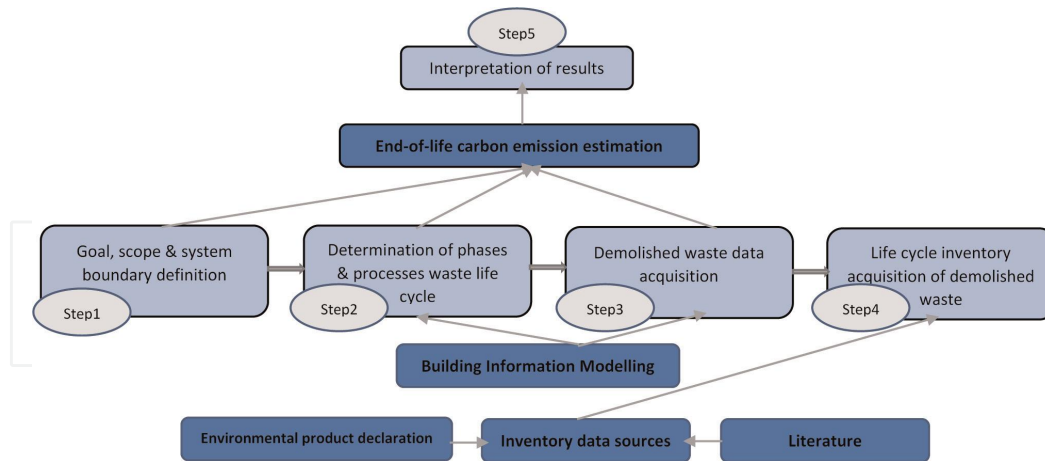 Step5
Interpretation of results
End-of-life carbon emission estimation
Goal, scope & system
boundary definition
Step1
Determination of phases
& processes waste life
cycle
Step2
Demolished waste data
acquisition
Step3
Life cycle inventory
acquisition of demolished
waste
Step4
Building Information Modelling
Environmental product declaration
Inventory data sources
Literature